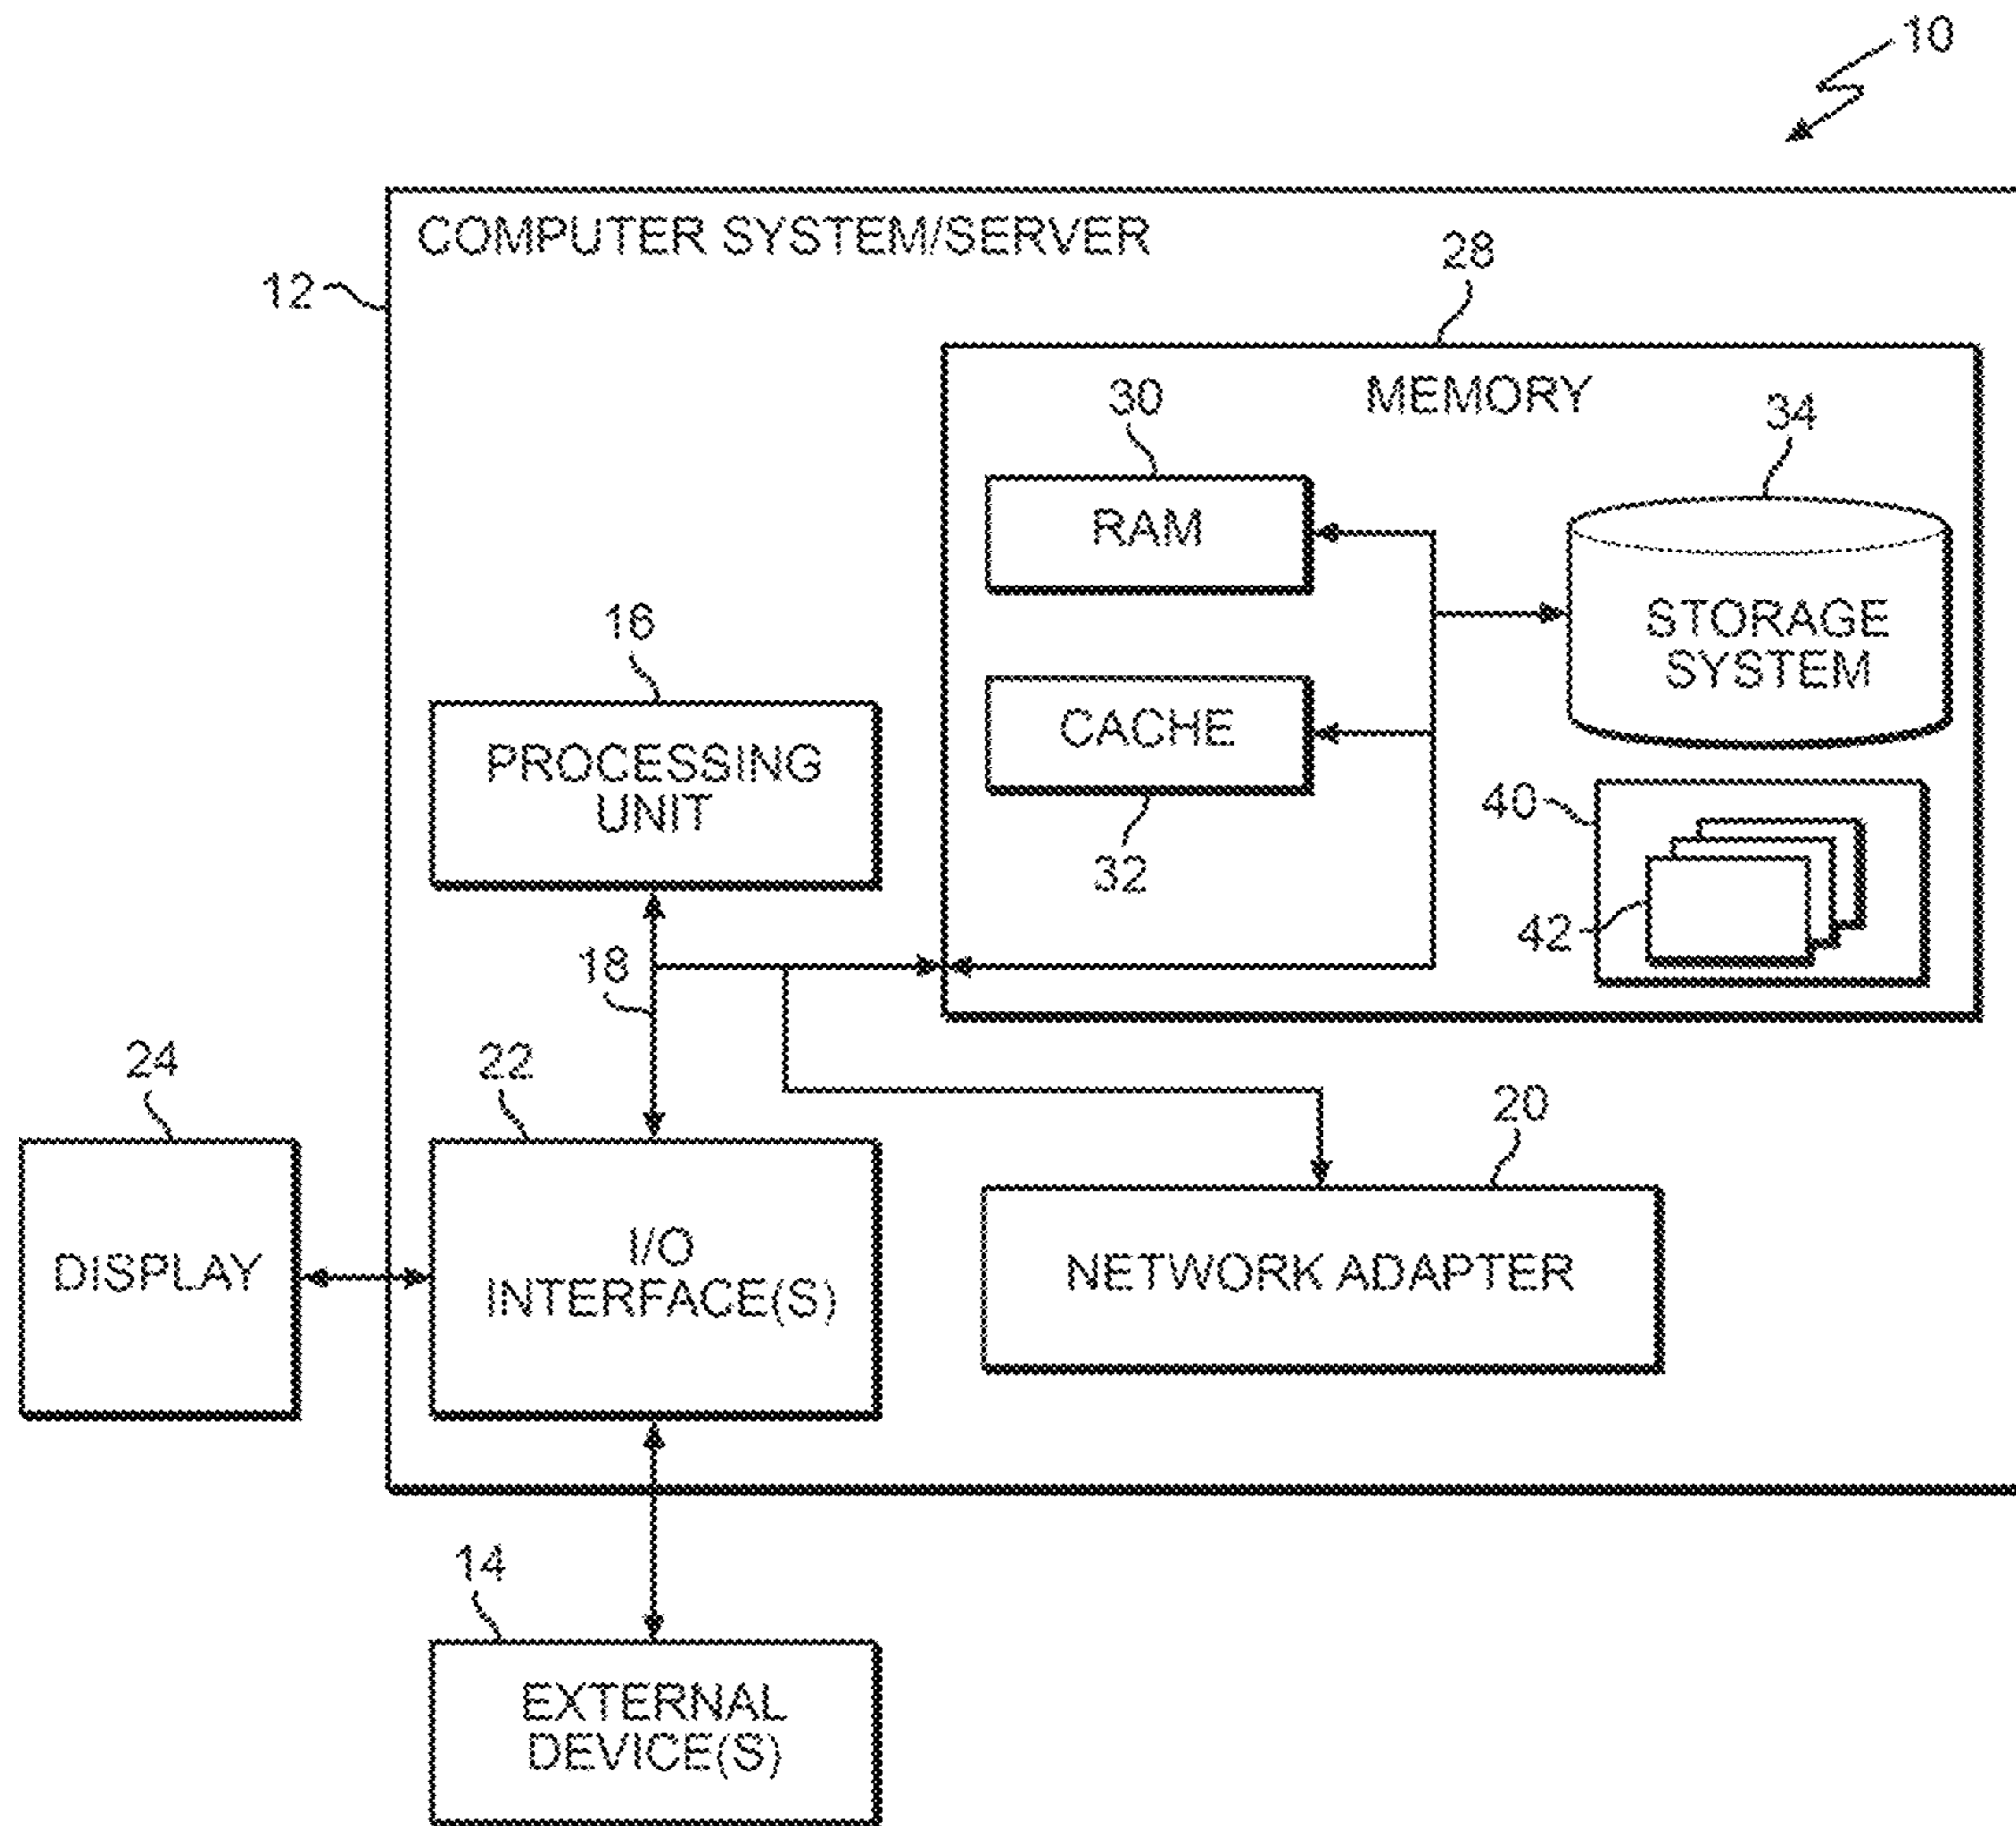 10
COMPUTER SYSTEM/SERVER
12
28
MEMORY
30
34
RAM
STORAGE
SYSTEM
16
CACHE
PROCESSING
UNIT
40
32
42
18
24
22
20
DISPLAY
I/O
INTERFACE(S)
NETWORK ADAPTER
14
EXTERNAL
DEVICE(S)